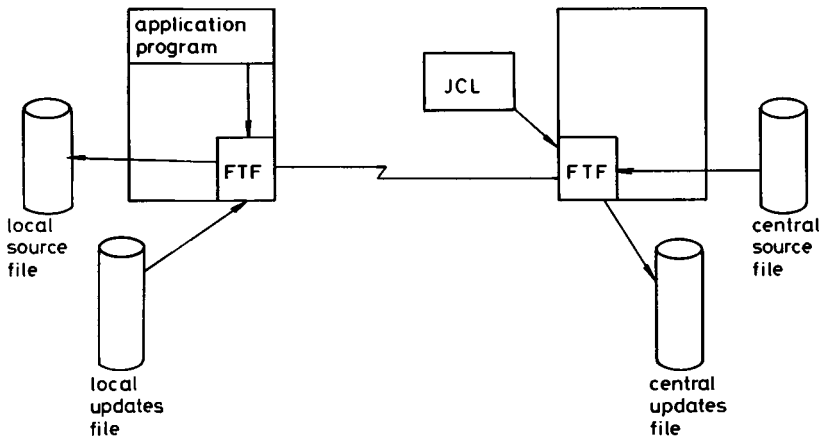 application
program
JCL
FTF
FTF
local
source
file
central
source
file
local
updates
file
central
updates
file